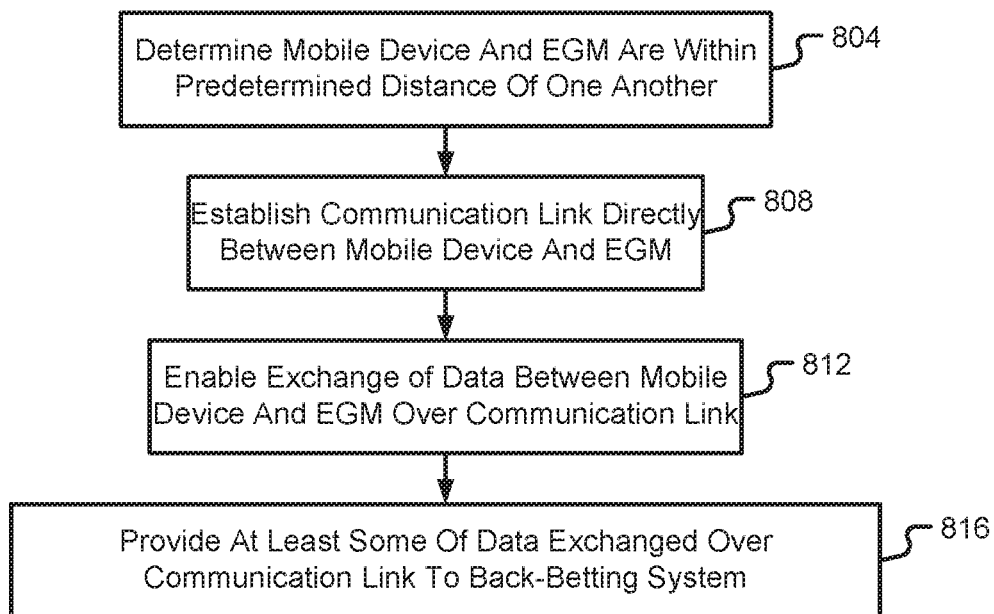 Determine Mobile Device And EGM Are Within
Predetermined Distance Of One Another
804
Establish Communication Link Directly
Between Mobile Device And EGM
808
Enable Exchange of Data Between Mobile
Device And EGM Over Communication Link
812
Provide At Least Some Of Data Exchanged Over
Communication Link To Back-Betting System
816